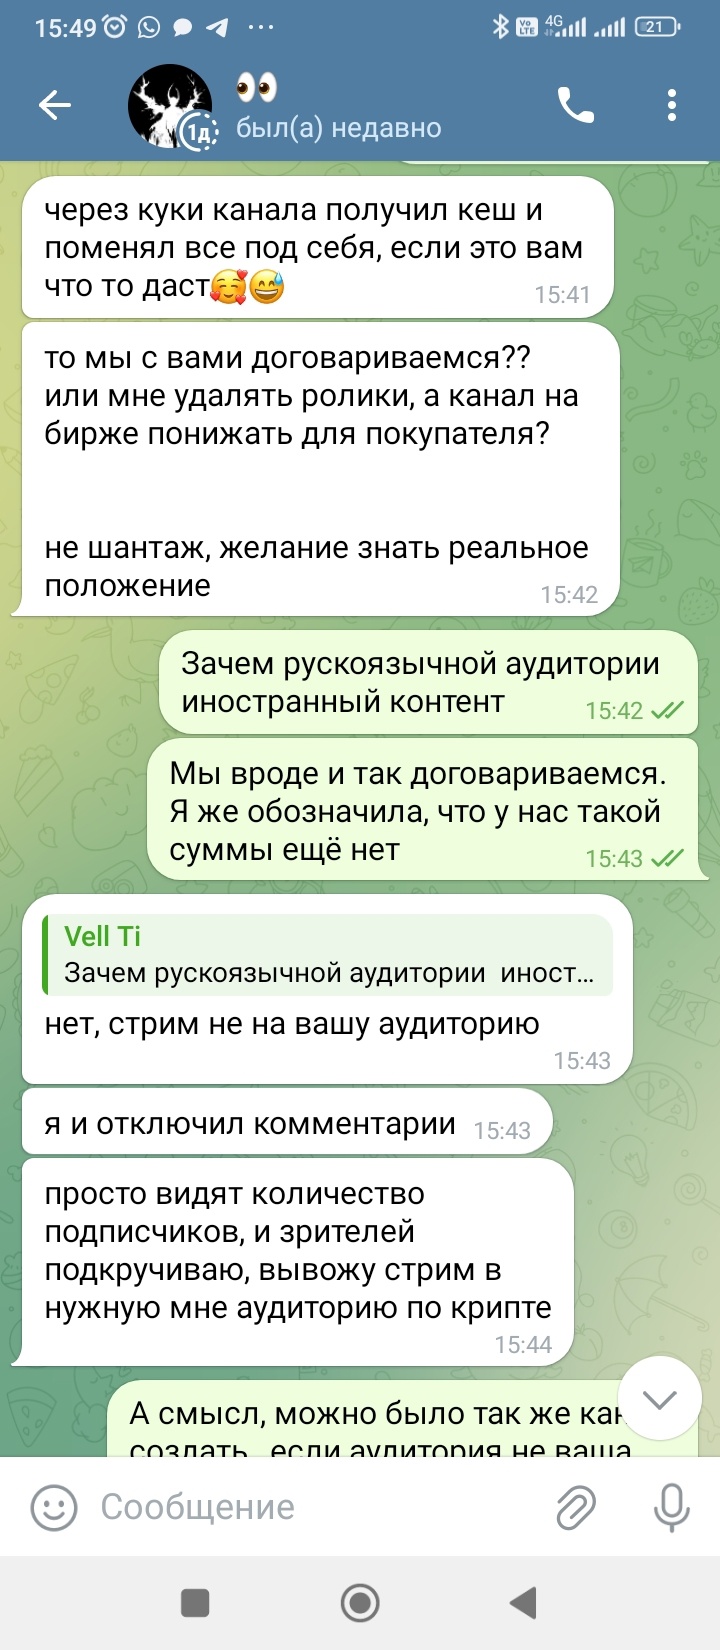 15:49
4G
Vo LTE
21
👀
1д
был(а) недавно
через куки канала получил кеш и
поменял все под себя, если это вам
что то даст🥰😅
15:41
то мы с вами договариваемся??
или мне удалять ролики, а канал на
бирже понижать для покупателя?
не шантаж, желание знать реальное
положение
15:42
Зачем рускоязычной аудитории
иностранный контент
15:42
Мы вроде и так договариваемся.
Я же обозначила, что у нас такой
суммы ещё нет
15:43
Vell Ti
Зачем рускоязычной аудитории иност...
нет, стрим не на вашу аудиторию
15:43
я и отключил комментарии
15:43
просто видят количество
подписчиков, и зрителей
подкручиваю, вывожу стрим в
нужную мне аудиторию по крипте
15:44
А смысл, можно было так же
создать если аудитория не ваша
Сообщение